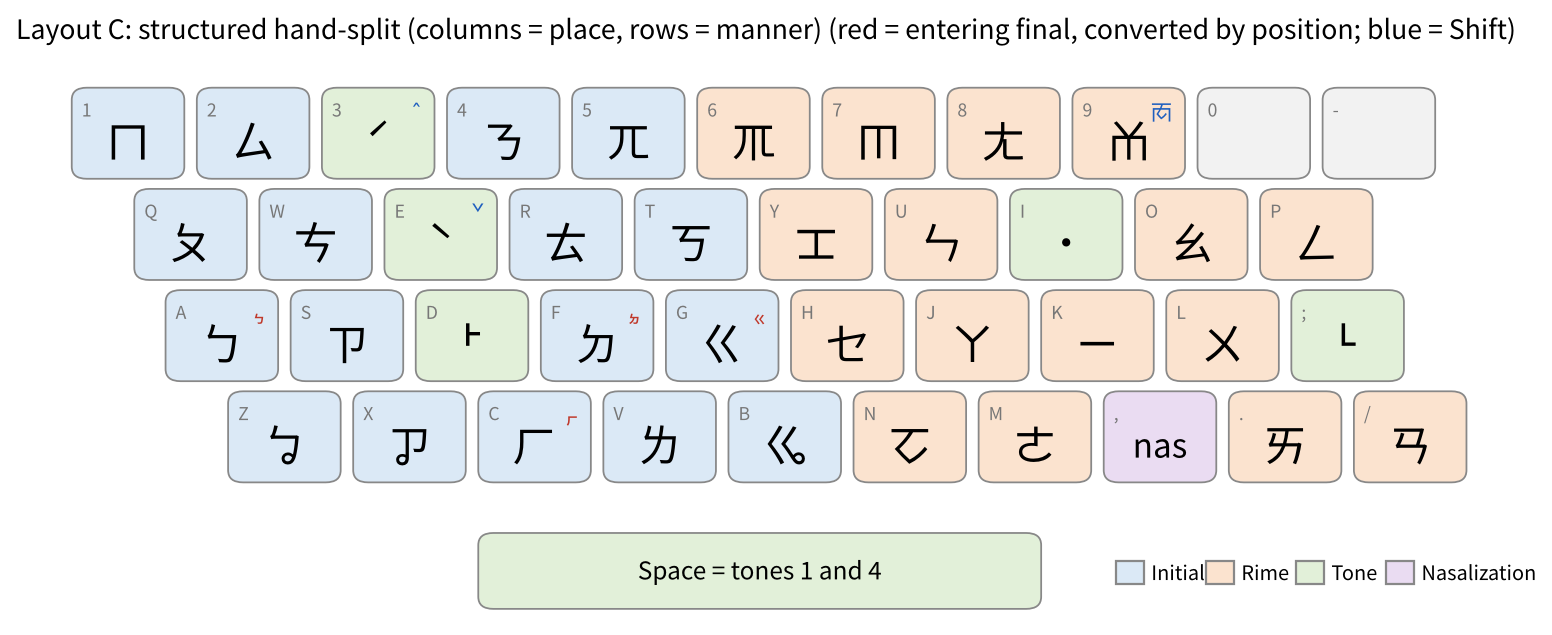 Layout C: structured hand-split (columns = place, rows = manner) (red = entering final, converted by position; blue = Shift)
1 ㄇ 2 ㄙ 3 ˊ ˆ 4 ㄋ 5 ㄫ 6 ㆭ 7 ㆬ 8 ㄤ 9 ㆰ ㆱ 0 -
Q ㄆ W ㄘ E ˋ ˇ R ㄊ T ㄎ Y ㆨ U ㄣ I ˙ O ㄠ P ㄥ
A ㄅ ㆴ S ㄗ D ˫ F ㄉ ㆵ G ㄍ ㆻ H ㆤ J ㄚ K ㄧ L ㄨ ; ˪
Z ㆠ X ㆡ C ㄏ ㆷ V ㄌ B ㆣ N ㆦ M ㄜ , nas . ㄞ / ㄢ
Space = tones 1 and 4
Initial Rime Tone Nasalization